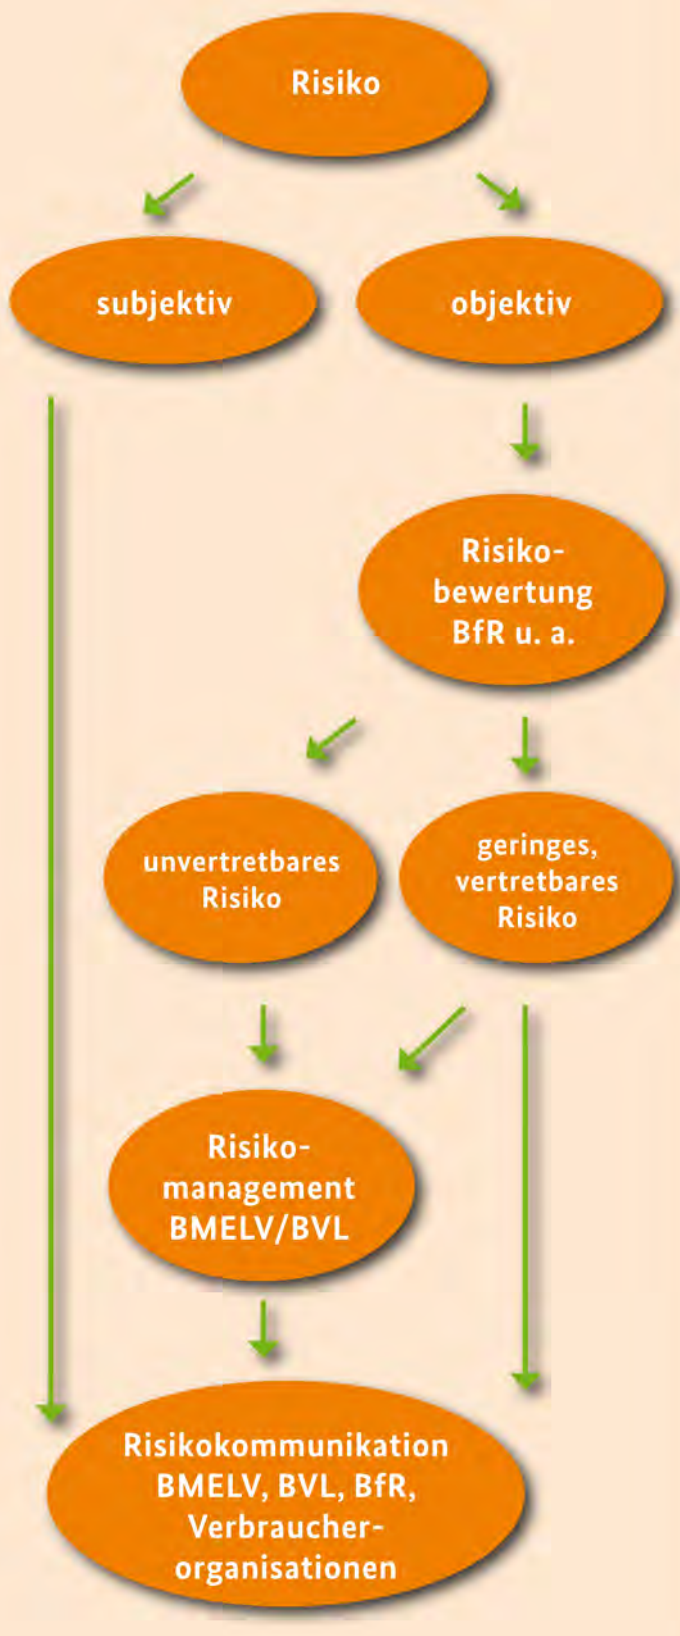 Risiko
subjektiv
objektiv
Risiko-
bewertung
BfR u. a.
unvertretbares
Risiko
geringes,
vertretbares
Risiko
Risiko-
management
BMELV/BVL
Risikokommunikation
BMELV, BVL, BfR,
Verbraucher-
organisationen